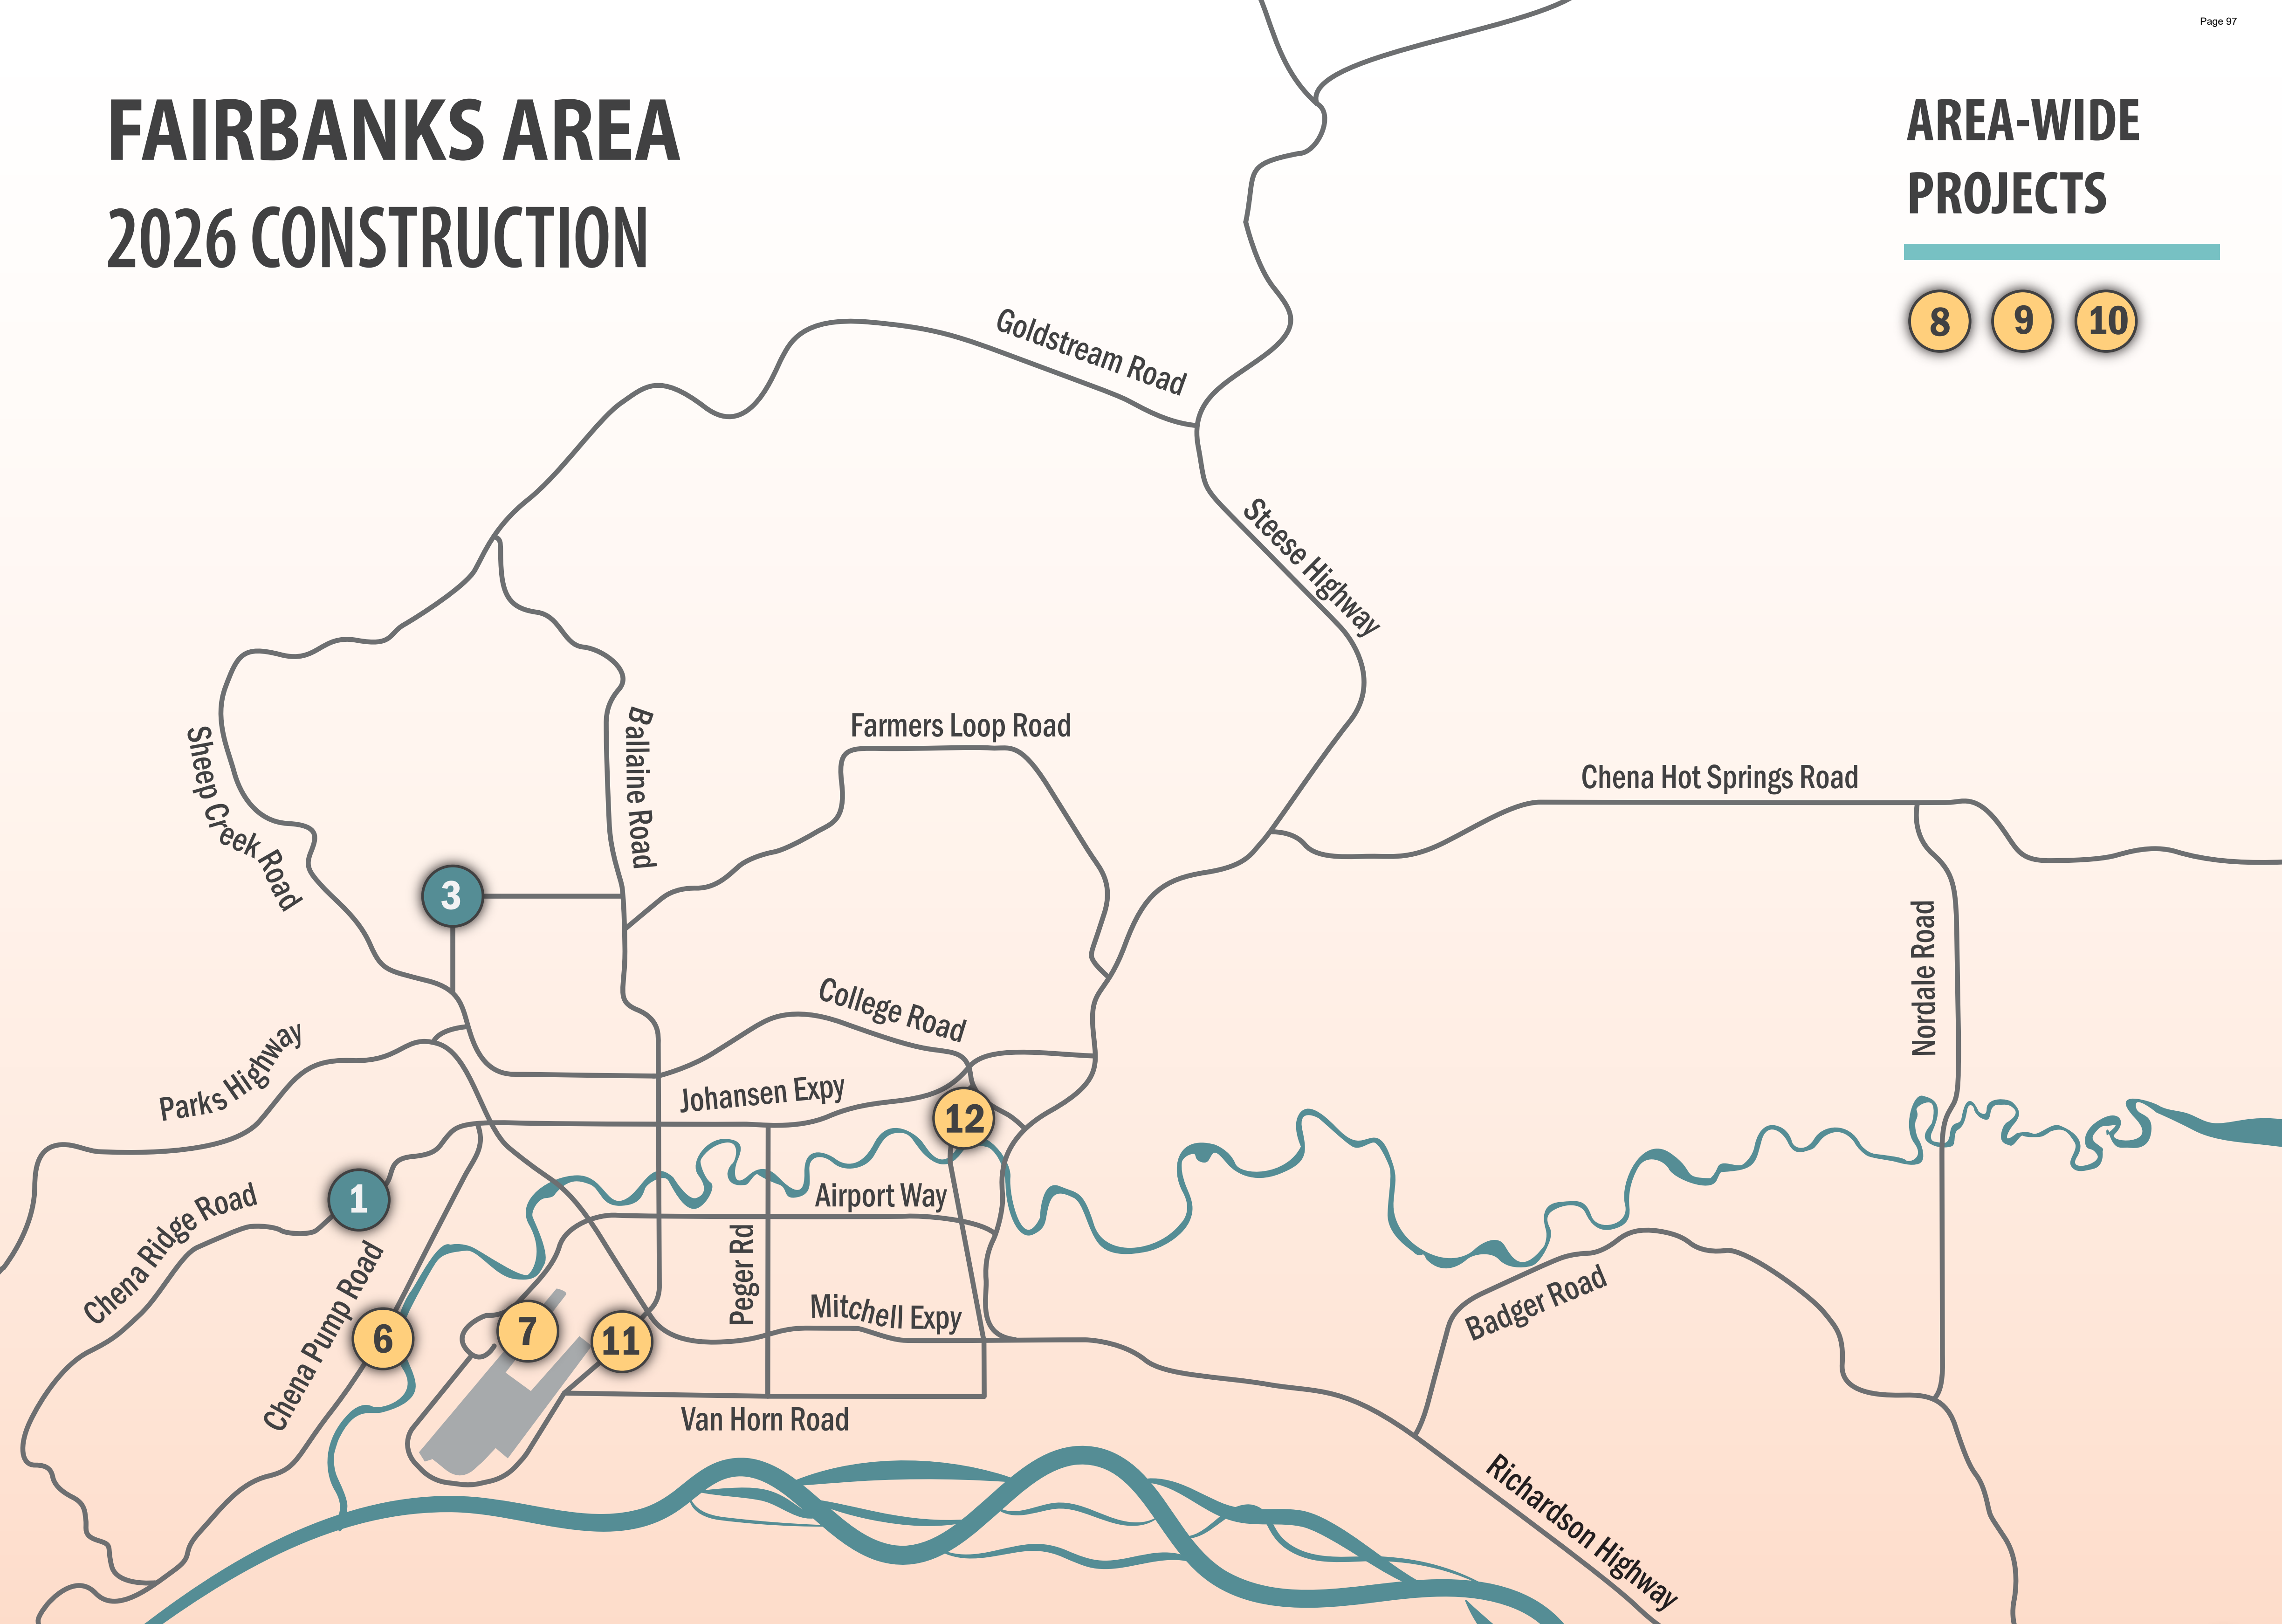 Page 97
FAIRBANKS AREA
2026 CONSTRUCTION
AREA-WIDE
PROJECTS
8 9 10
Goldstream Road
Steese Highway
Farmers Loop Road
Ballaine Road
Sheep Creek Road
Chena Hot Springs Road
3
Nordale Road
College Road
Parks Highway
Johansen Expy
12
1
Airport Way
Chena Ridge Road
Peger Rd
Chena Pump Road
Mitchell Expy
Badger Road
6
7
11
Van Horn Road
Richardson Highway